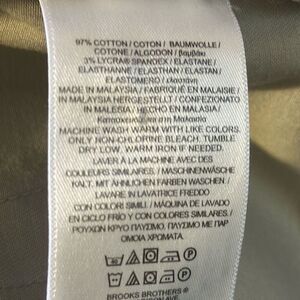 97% COTTON / COTON / BAUMWOLLE /
COTONE / ALGODON / βαμβάκι
3% LYCRA® SPANDEX / ELASTANE /
ELASTHANNE / ELASTHAN / ELASTAN /
ELASTOMERO / ελαστάνη
MADE IN MALAYSIA / FABRIQUÉ EN MALAISIE /
IN MALAYSIA HERGESTELLT / CONFEZIONATO
IN MALESIA / HECHO EN MALASIA /
στη Μαλαισία
MACHINE WASH WARM WITH LIKE COLORS.
ONLY NON-CHLORINE BLEACH. TUMBLE
DRY LOW. WARM IRON IF NEEDED.
LAVER À LA MACHINE AVEC DES
COULEURS SIMILAIRES. / MASCHINENWÄSCHE
KALT. MIT ÄHNLICHEN FARBEN WASCHEN /
LAVARE IN LAVATRICE FREDDO
CON COLORI SIMILI / MAQUINA DE LAVADO
EN CICLO FRÍO Y CON COLORES SIMILARES. /
ΡΟΥΧΩΝ ΚΡΥΟ ΠΛΥΣΙΜΟ. ΠΛΥΣΙΜΟ ΜΕ ΠΑΡ
ΟΜΟΙΑ ΧΡΩΜΑΤΑ.
BROOKS BROTHERS ®